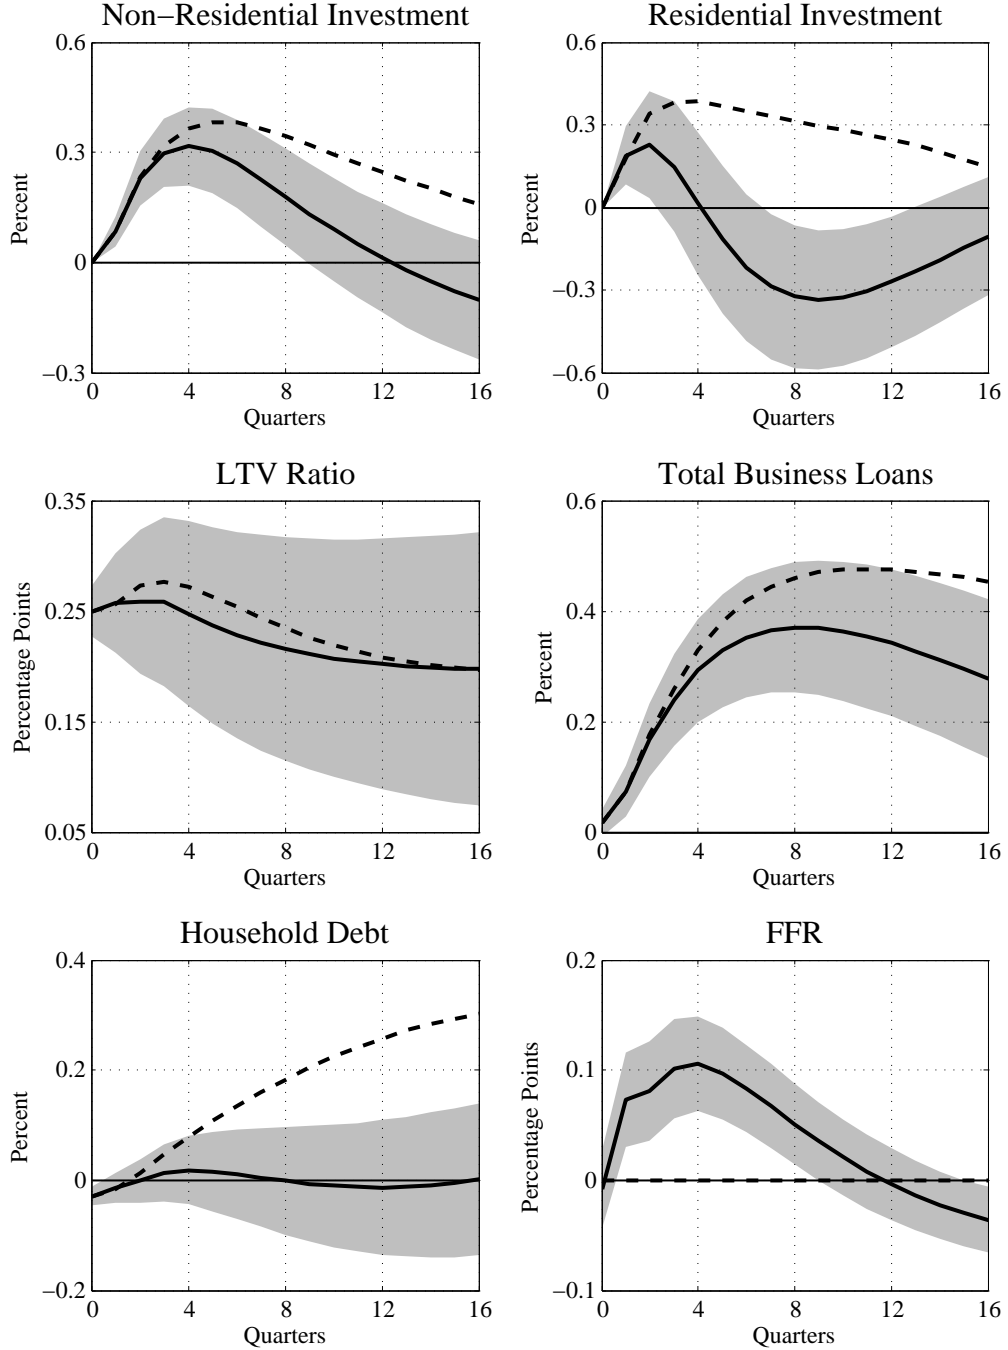 Non−Residential Investment
Percent
0.6
0.3
0
−0.3
0 4 8 12 16
Quarters
Residential Investment
Percent
0.6
0.3
0
−0.3
−0.6
0 4 8 12 16
Quarters
LTV Ratio
Percentage Points
0.35
0.25
0.15
0.05
0 4 8 12 16
Quarters
Total Business Loans
Percent
0.6
0.4
0.2
0
0 4 8 12 16
Quarters
Household Debt
Percent
0.4
0.2
0
−0.2
0 4 8 12 16
Quarters
FFR
Percentage Points
0.2
0.1
0
−0.1
0 4 8 12 16
Quarters